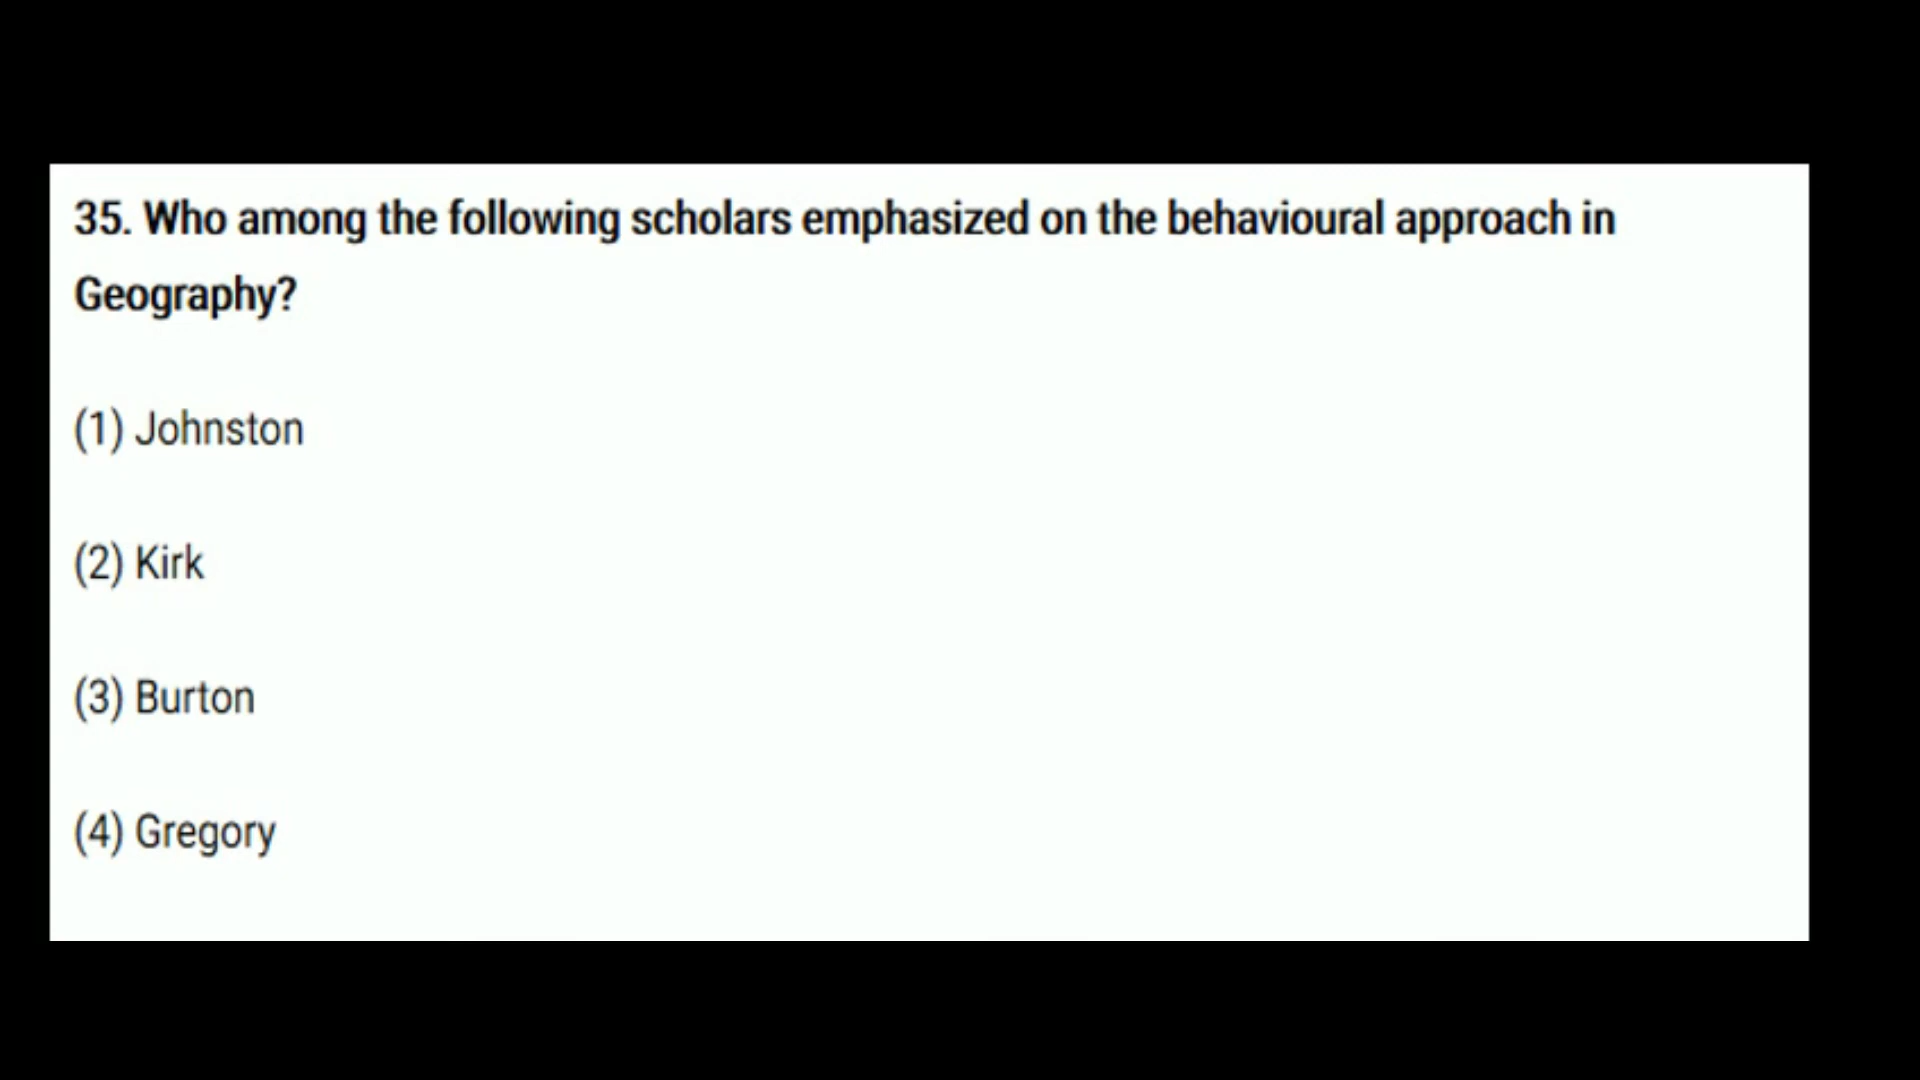 35. Who among the following scholars emphasized on the behavioural approach in
Geography?
(1) Johnston
(2) Kirk
(3) Burton
(4) Gregory